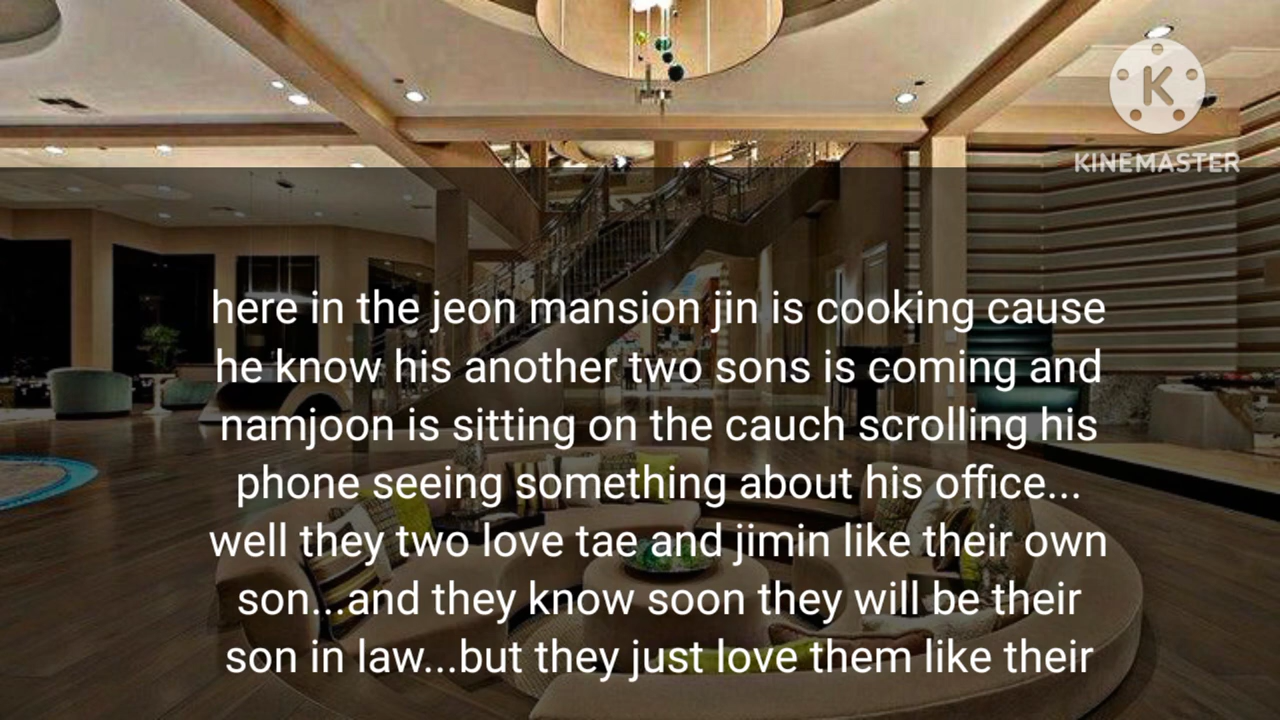 K
KINEMASTER
here in the jeon mansion jin is cooking cause
he know his another two sons is coming and
namjoon is sitting on the cauch scrolling his
phone seeing something about his office...
well they two love tae and jimin like their own
son...and they know soon they will be their
son in law...but they just love them like their